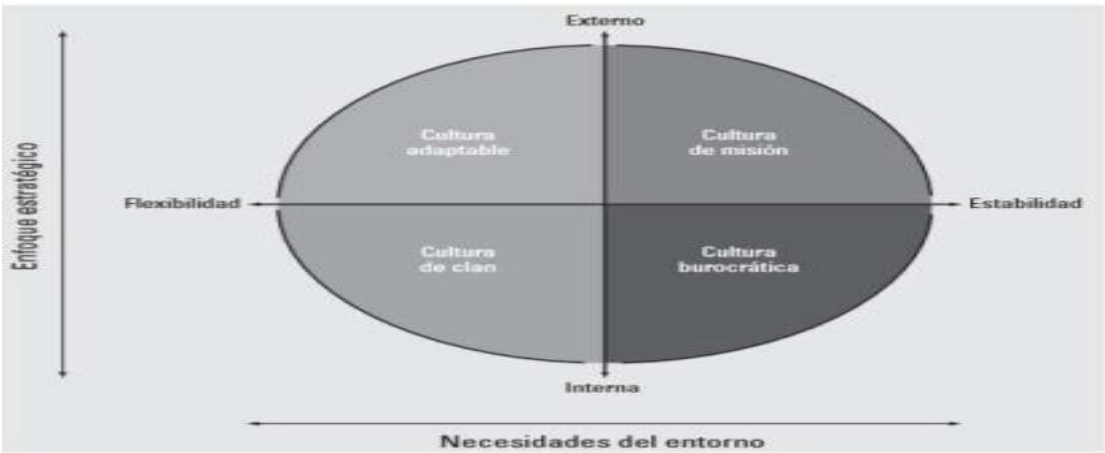 Externo
Enfoque estratégico
Cultura
adaptable
Cultura
de misión
Flexibilidad
Estabilidad
Cultura
de clan
Cultura
burocrática
Interna
Necesidades del entorno